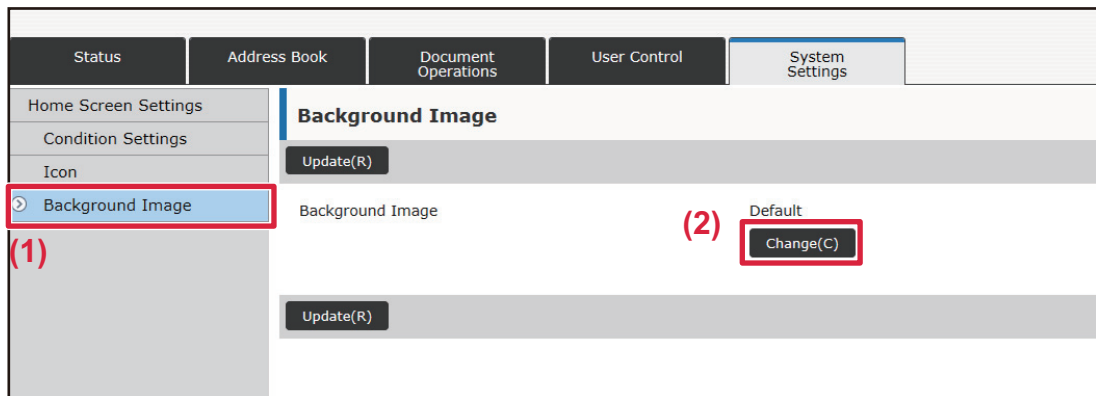 Status
Address Book
Document
Operations
User Control
System
Settings
Home Screen Settings
Condition Settings
Icon
Background Image
(1)
Background Image
Update(R)
Background Image
Default
(2)
Change(C)
Update(R)